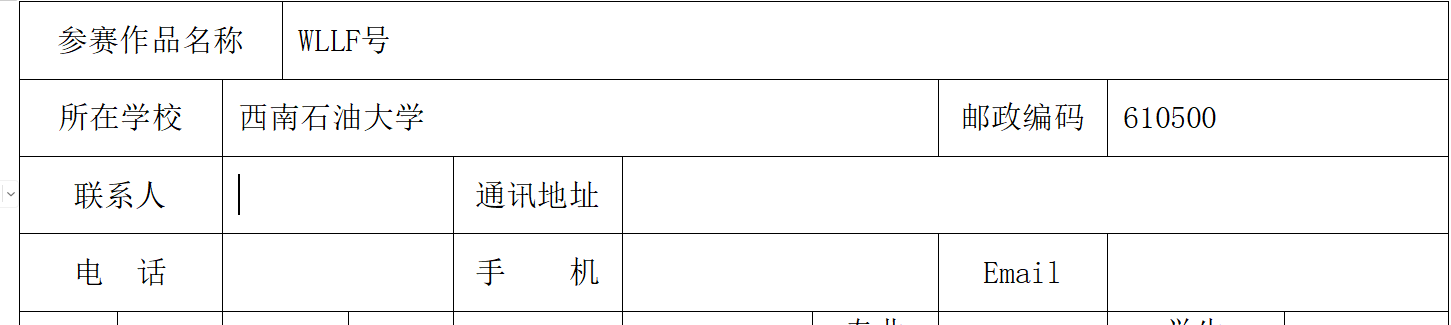 参赛作品名称 WLLF号
所在学校 西南石油大学 邮政编码 610500
联系人 通讯地址
电 话 手 机 Email